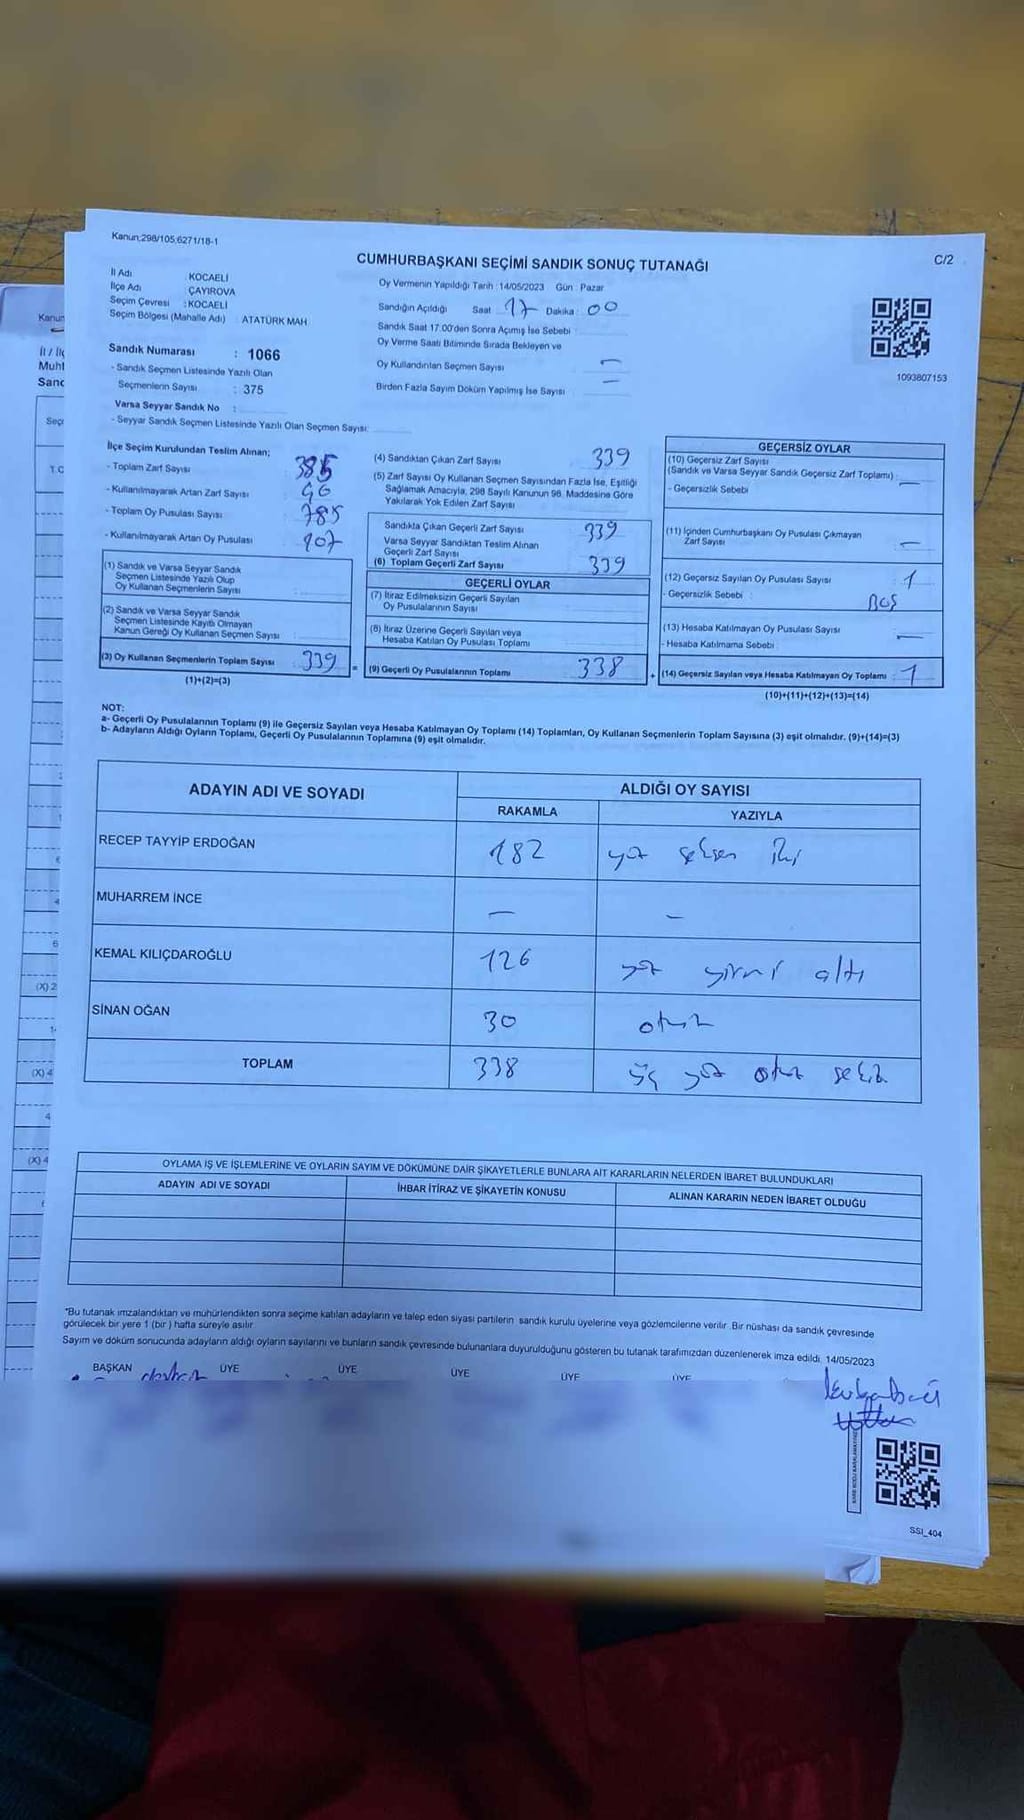 Kanun;298/105;6271/18-1
C/2
CUMHURBAŞKANI SEÇİMİ SANDIK SONUÇ TUTANAĞI
İl Adı : KOCAELİ
İlçe Adı : ÇAYIROVA
Seçim Çevresi : KOCAELİ
Seçim Bölgesi (Mahalle Adı) : ATATÜRK MAH
Sandık Numarası : 1066
- Sandık Seçmen Listesinde Yazılı Olan
Seçmenlerin Sayısı : 375
Varsa Seyyar Sandık No :
- Seyyar Sandık Seçmen Listesinde Yazılı Olan Seçmen Sayısı:
Oy Vermenin Yapıldığı Tarih :14/05/2023 Gün : Pazar
Sandığın Açıldığı Saat 17 Dakika : 00
Sandık Saat 17.00'den Sonra Açımış İse Sebebi
Oy Verme Saati Bitiminde Sırada Bekleyen ve
Oy Kullandırılan Seçmen Sayısı : -
Birden Fazla Sayım Döküm Yapılmış İse Sayısı : -
1093807153
İlçe Seçim Kurulundan Teslim Alınan;
- Toplam Zarf Sayısı 385
- Kullanılmayarak Artan Zarf Sayısı 46
- Toplam Oy Pusulası Sayısı 785
- Kullanılmayarak Artan Oy Pusulası 407
(1) Sandık ve Varsa Seyyar Sandık
Seçmen Listesinde Yazılı Olup
Oy Kullanan Seçmenlerin Sayısı
(2) Sandık ve Varsa Seyyar Sandık
Seçmen Listesinde Kayıtlı Olmayan
Kanun Gereği Oy Kullanan Seçmen Sayısı
(3) Oy Kullanan Seçmenlerin Toplam Sayısı 339 =
(1)+(2)=(3)
(4) Sandıktan Çıkan Zarf Sayısı 339
(5) Zarf Sayısı Oy Kullanan Seçmen Sayısından Fazla İse, Eşitliği
Sağlamak Amacıyla, 298 Sayılı Kanunun 98. Maddesine Göre
Yakılarak Yok Edilen Zarf Sayısı
Sandıkta Çıkan Geçerli Zarf Sayısı 339
Varsa Seyyar Sandıktan Teslim Alınan
Geçerli Zarf Sayısı
(6) Toplam Geçerli Zarf Sayısı 339
GEÇERLİ OYLAR
(7) İtiraz Edilmeksizin Geçerli Sayılan
Oy Pusulalarının Sayısı
(8) İtiraz Üzerine Geçerli Sayılan veya
Hesaba Katılan Oy Pusulası Toplamı
(9) Geçerli Oy Pusulalarının Toplamı 338 +
GEÇERSİZ OYLAR
(10) Geçersiz Zarf Sayısı
(Sandık ve Varsa Seyyar Sandık Geçersiz Zarf Toplamı) -
- Geçersizlik Sebebi
(11) İçinden Cumhurbaşkanı Oy Pusulası Çıkmayan
Zarf Sayısı -
(12) Geçersiz Sayılan Oy Pusulası Sayısı 1
- Geçersizlik Sebebi : BOŞ
(13) Hesaba Katılmayan Oy Pusulası Sayısı -
- Hesaba Katılmama Sebebi
(14) Geçersiz Sayılan veya Hesaba Katılmayan Oy Toplamı 1
(10)+(11)+(12)+(13)=(14)
NOT:
a- Geçerli Oy Pusulalarının Toplamı (9) ile Geçersiz Sayılan veya Hesaba Katılmayan Oy Toplamı (14) Toplamları, Oy Kullanan Seçmenlerin Toplam Sayısına (3) eşit olmalıdır. (9)+(14)=(3)
b- Adayların Aldığı Oyların Toplamı, Geçerli Oy Pusulalarının Toplamına (9) eşit olmalıdır.
ADAYIN ADI VE SOYADI ALDIĞI OY SAYISI
RAKAMLA YAZIYLA
RECEP TAYYİP ERDOĞAN 182 yüz seksen iki
MUHARREM İNCE - -
KEMAL KILIÇDAROĞLU 126 yüz yirmi altı
SİNAN OĞAN 30 otuz
TOPLAM 338 üç yüz otuz sekiz
OYLAMA İŞ VE İŞLEMLERİNE VE OYLARIN SAYIM VE DÖKÜMÜNE DAİR ŞİKAYETLERLE BUNLARA AİT KARARLARIN NELERDEN İBARET BULUNDUKLARI
ADAYIN ADI VE SOYADI İHBAR İTİRAZ VE ŞİKAYETİN KONUSU ALINAN KARARIN NEDEN İBARET OLDUĞU
*Bu tutanak imzalandıktan ve mühürlendikten sonra seçime katılan adayların ve talep eden siyasi partilerin sandık kurulu üyelerine veya gözlemcilerine verilir. Bir nüshası da sandık çevresinde
görülecek bir yere 1 (bir ) hafta süreyle asılır.
Sayım ve döküm sonucunda adayların aldığı oyların sayılarını ve bunların sandık çevresinde bulunanlara duyurulduğunu gösteren bu tutanak tarafımızdan düzenlenerek imza edildi. 14/05/2023
BAŞKAN ÜYE ÜYE ÜYE ÜYE ÜYE
SSI_404